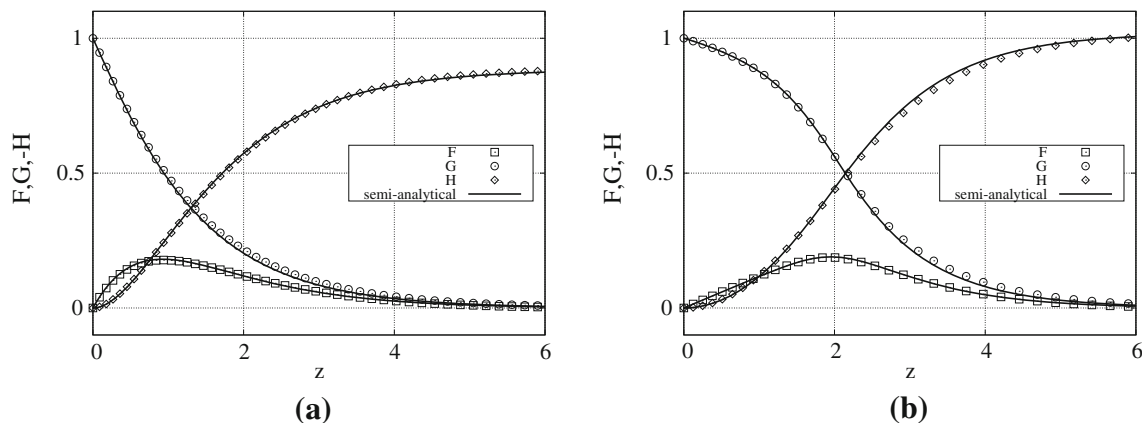 1
0.5
0
F,G,-H
F
G
H
semi-analytical
0 2 4 6
z
(a)
1
0.5
0
F,G,-H
F
G
H
semi-analytical
0 2 4 6
z
(b)